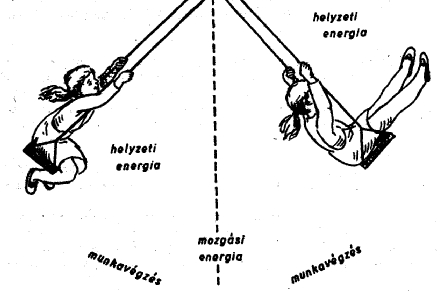 helyzeti
energia
helyzeti
energia
mozgási
energia
munkavégzés
munkavégzés